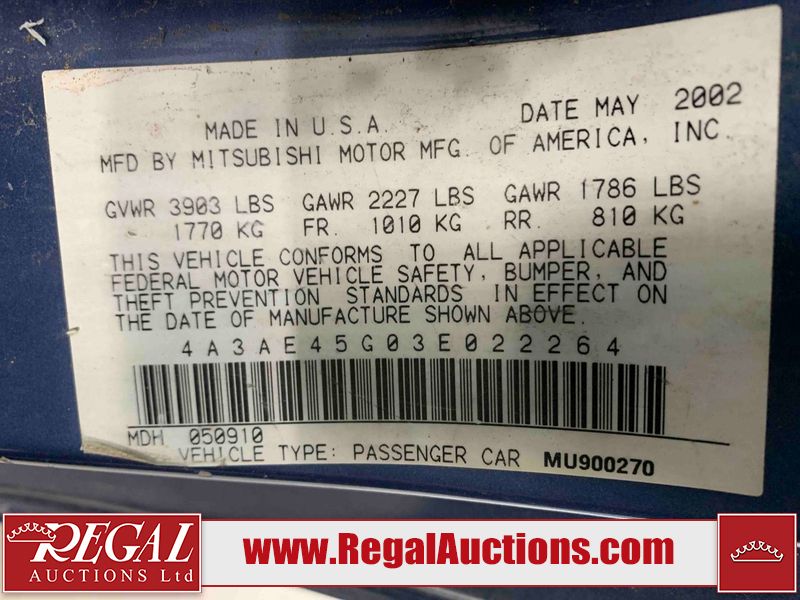 MADE IN U.S.A. DATE MAY 2002
MFD BY MITSUBISHI MOTOR MFG. OF AMERICA, INC.
GVWR 3903 LBS GAWR 2227 LBS GAWR 1786 LBS
1770 KG FR. 1010 KG RR. 810 KG
THIS VEHICLE CONFORMS TO ALL APPLICABLE
FEDERAL MOTOR VEHICLE SAFETY, BUMPER, AND
THEFT PREVENTION STANDARDS IN EFFECT ON
THE DATE OF MANUFACTURE SHOWN ABOVE.
4A3AE45G03E022264
MDH 050910
VEHICLE TYPE: PASSENGER CAR MU900270
REGAL
AUCTIONS Ltd
www.RegalAuctions.com